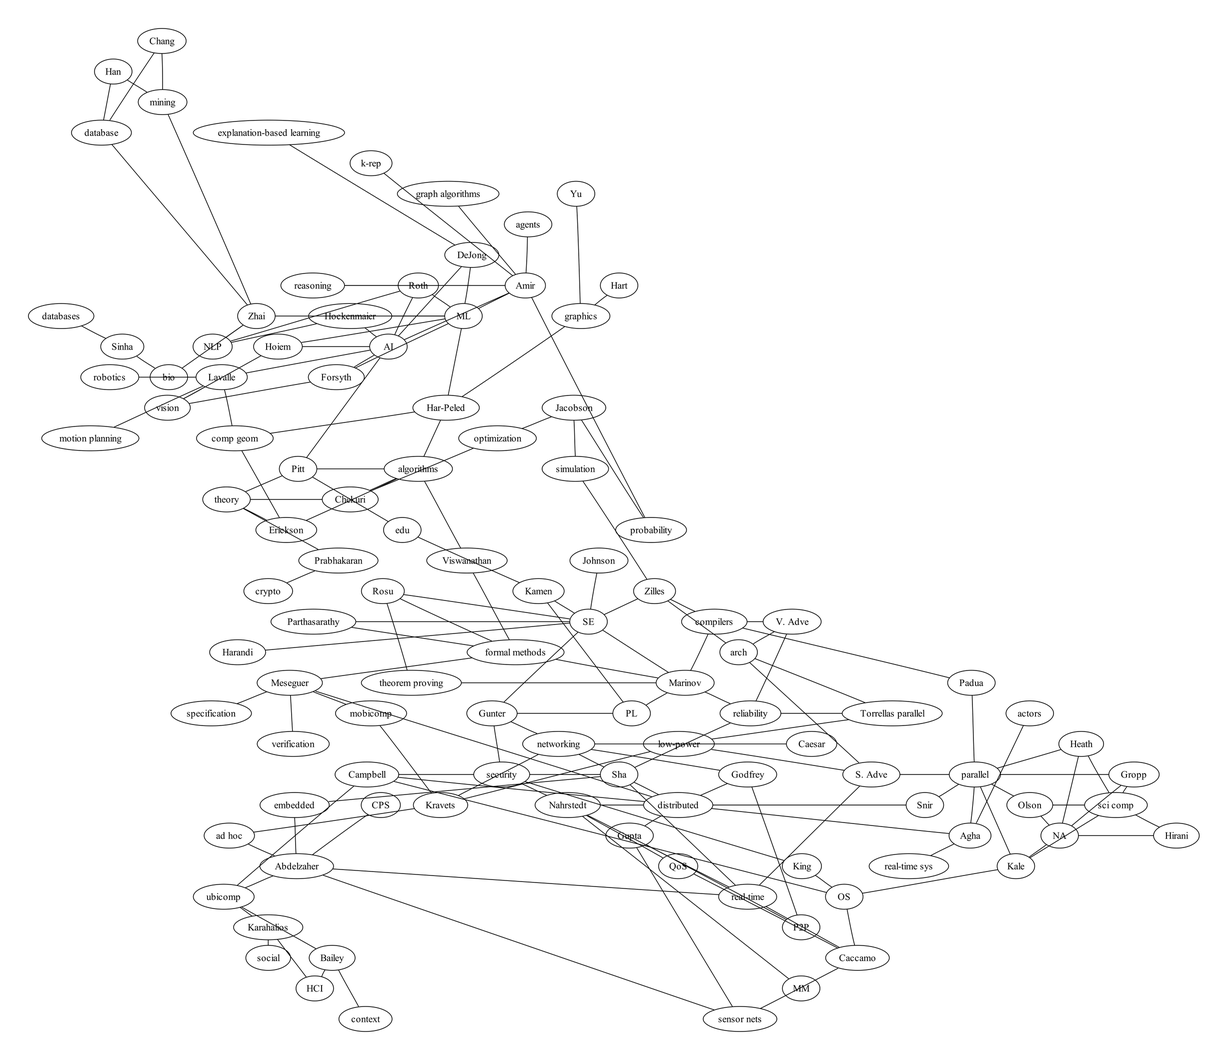 Chang
Han
mining
database
explanation-based learning
k-rep
graph algorithms
Yu
agents
DeJong
reasoning
Roth
Amir
Hart
databases
Zhai
Hockenmaier
ML
graphics
Sinha
NLP
Hoiem
AI
robotics
bio
Lavalle
Forsyth
vision
Har-Peled
Jacobson
motion planning
comp geom
optimization
Pitt
algorithms
simulation
theory
Chekuri
Erickson
edu
probability
Prabhakaran
Viswanathan
Johnson
crypto
Rosu
Kamen
Zilles
Parthasarathy
SE
compilers
V. Adve
Harandi
formal methods
arch
Meseguer
theorem proving
Marinov
Padua
specification
mobicomp
Gunter
PL
reliability
Torrellas parallel
actors
verification
networking
low-power
Caesar
Heath
Campbell
security
Sha
Godfrey
S. Adve
parallel
Gropp
embedded
CPS
Kravets
Nahrstedt
distributed
Snir
Olson
sci comp
ad hoc
Gupta
Agha
NA
Hirani
Abdelzaher
QoS
King
real-time sys
Kale
ubicomp
real-time
OS
Karahalios
P2P
social
Bailey
Caccamo
HCI
MM
context
sensor nets